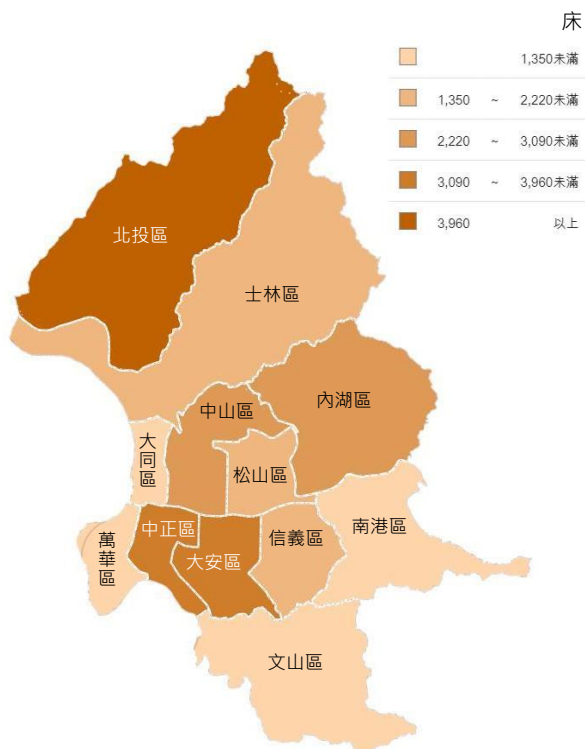 床
1,350未滿
1,350 ~ 2,220未滿
2,220 ~ 3,090未滿
3,090 ~ 3,960未滿
3,960 以上
北投區
士林區
內湖區
中山區
大同區
松山區
南港區
中正區
信義區
萬華區
大安區
文山區